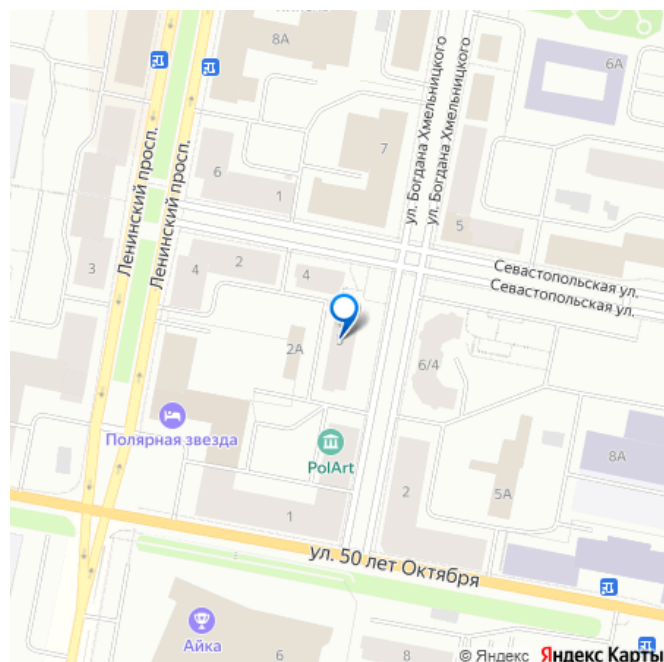 8А
6А
Ленинский просп.
Ленинский просп.
ул. Богдана Хмельницкого
ул. Богдана Хмельницкого
7
6
1
5
3
4
2
4
Севастопольская ул.
Севастопольская ул.
2А
3
6/4
Полярная звезда
PolArt
8А
5А
2
1
ул. 50 лет Октября
Айка
6
8
© Яндекс Яндекс Карты